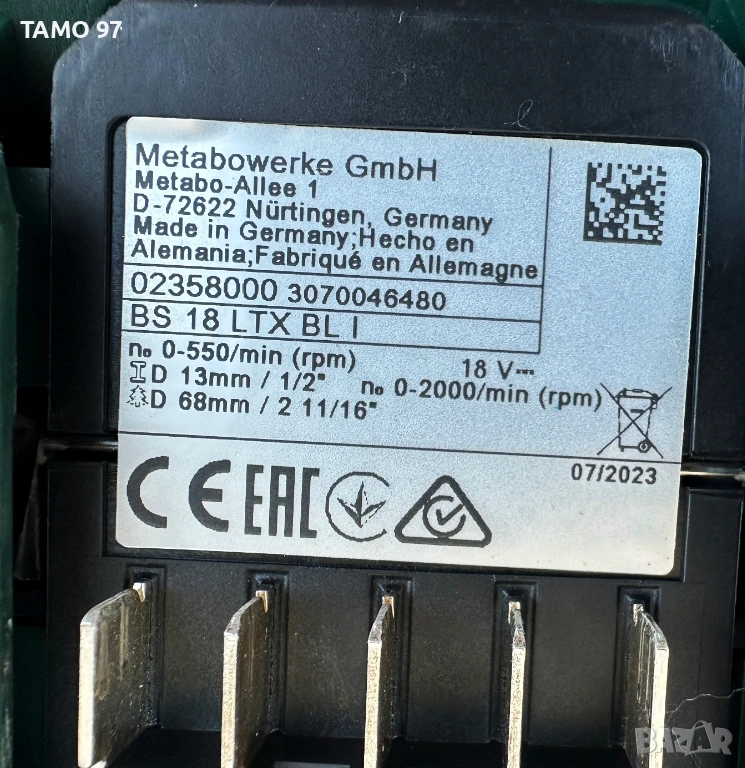 TAMO 97
Metabowerke GmbH
Metabo-Allee 1
D-72622 Nürtingen, Germany
Made in Germany;Hecho en
Alemania;Fabriqué en Allemagne
02358000 3070046480
BS 18 LTX BL I
n₀ 0-550/min (rpm) 18 V
D 13mm / 1/2" n₀ 0-2000/min (rpm)
D 68mm / 2 11/16"
07/2023
CE EAC
BAZAR